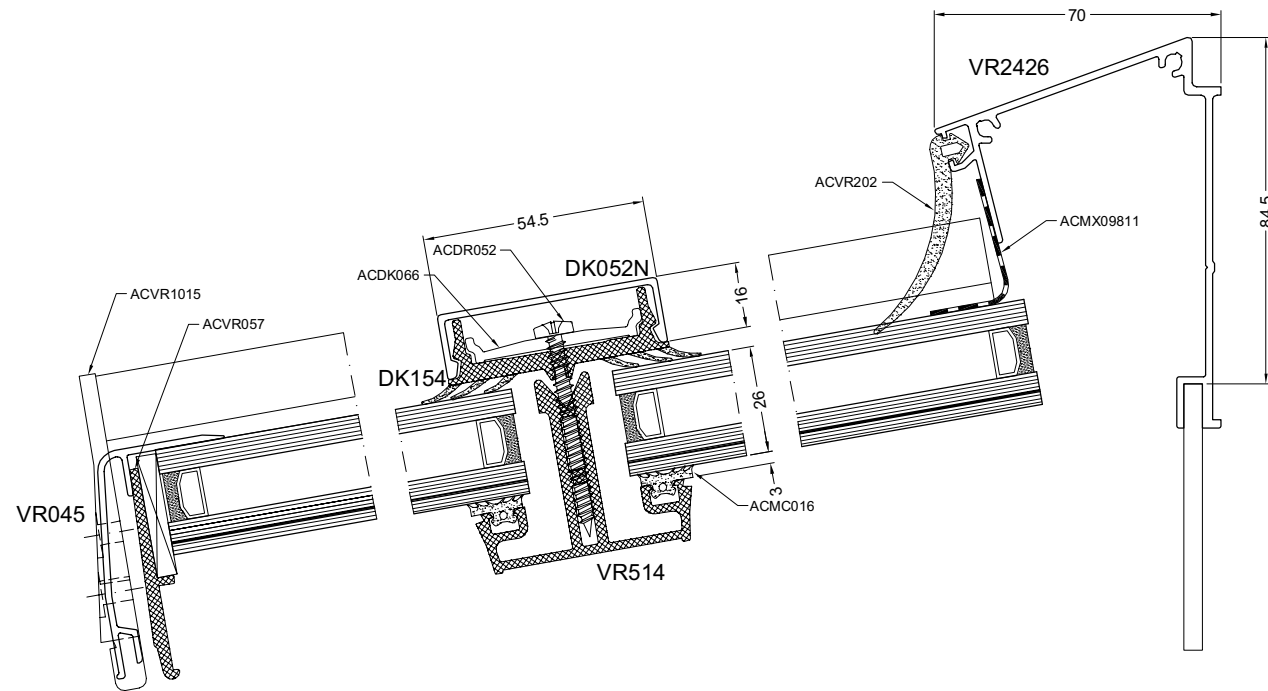 70
VR2426
84.5
ACVR202
ACMX09811
54.5
ACDR052
DK052N
ACDK066
16
ACVR1015
ACVR057
DK154
26
3
ACMC016
VR045
VR514